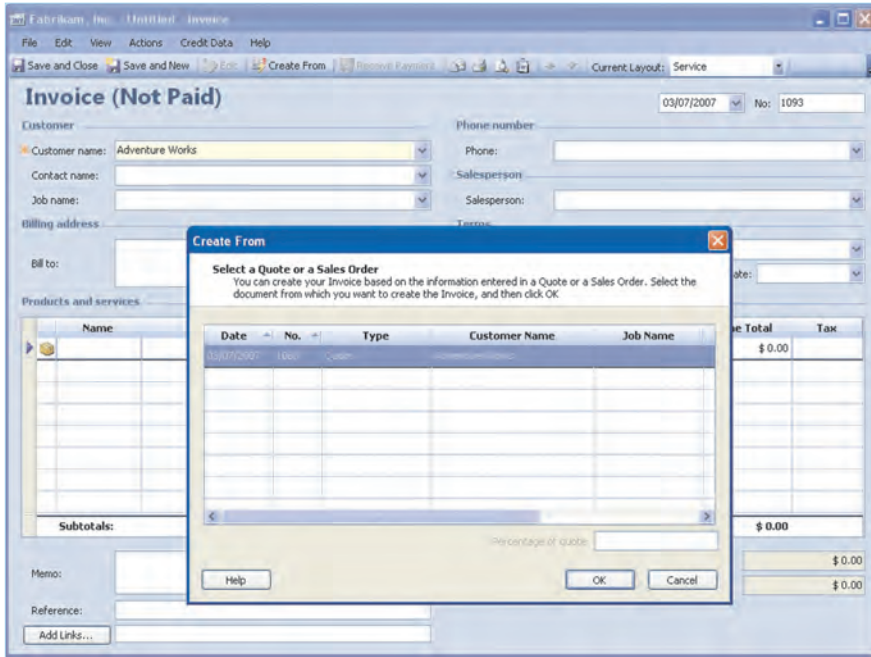 Fabrikam, Inc. - Untitled - Invoice
File Edit View Actions Credit Data Help
Save and Close Save and New Edit Create From Receive Payment Current Layout: Service
Invoice (Not Paid)
03/07/2007 No: 1093
Customer Phone number
Customer name: Adventure Works Phone:
Contact name: Salesperson
Job name: Salesperson:
Billing address Terms
Bill to:
ate:
Products and services
Name e Total Tax
$ 0.00
Subtotals: $ 0.00
Memo: $ 0.00
$ 0.00
Reference:
Add Links...
Create From
Select a Quote or a Sales Order
You can create your Invoice based on the information entered in a Quote or a Sales Order. Select the
document from which you want to create the Invoice, and then click OK
Date No. Type Customer Name Job Name
03/07/2007 Quote
Percentage of quote
Help OK Cancel